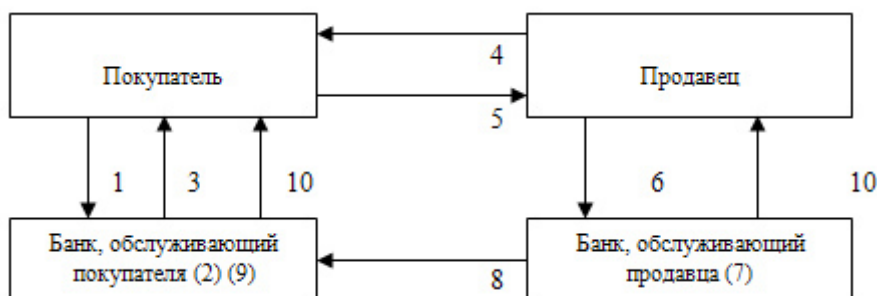 Покупатель
4
Продавец
5
1
3
10
6
10
Банк, обслуживающий
покупателя (2) (9)
8
Банк, обслуживающий
продавца (7)